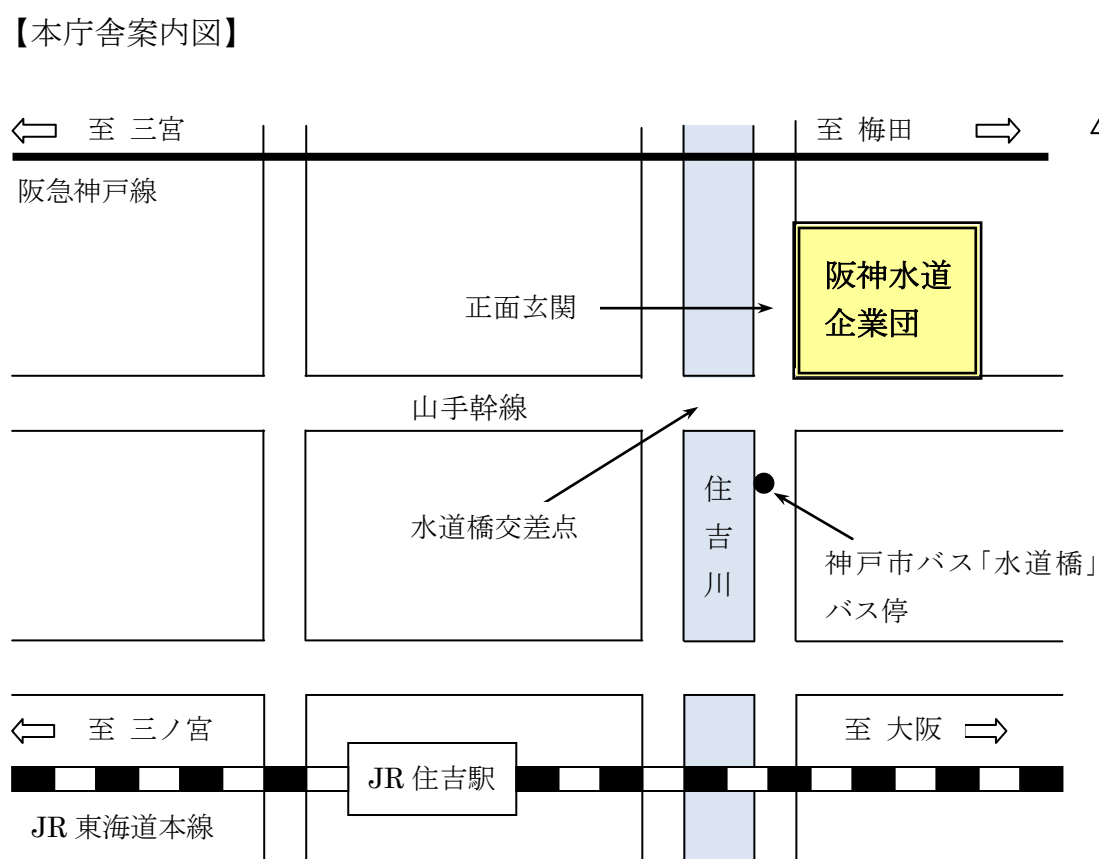 【本庁舎案内図】
至 三宮
至 梅田
阪急神戸線
阪神水道
企業団
正面玄関
山手幹線
水道橋交差点
住吉川
神戸市バス「水道橋」
バス停
至 三ノ宮
至 大阪
JR 住吉駅
JR 東海道本線